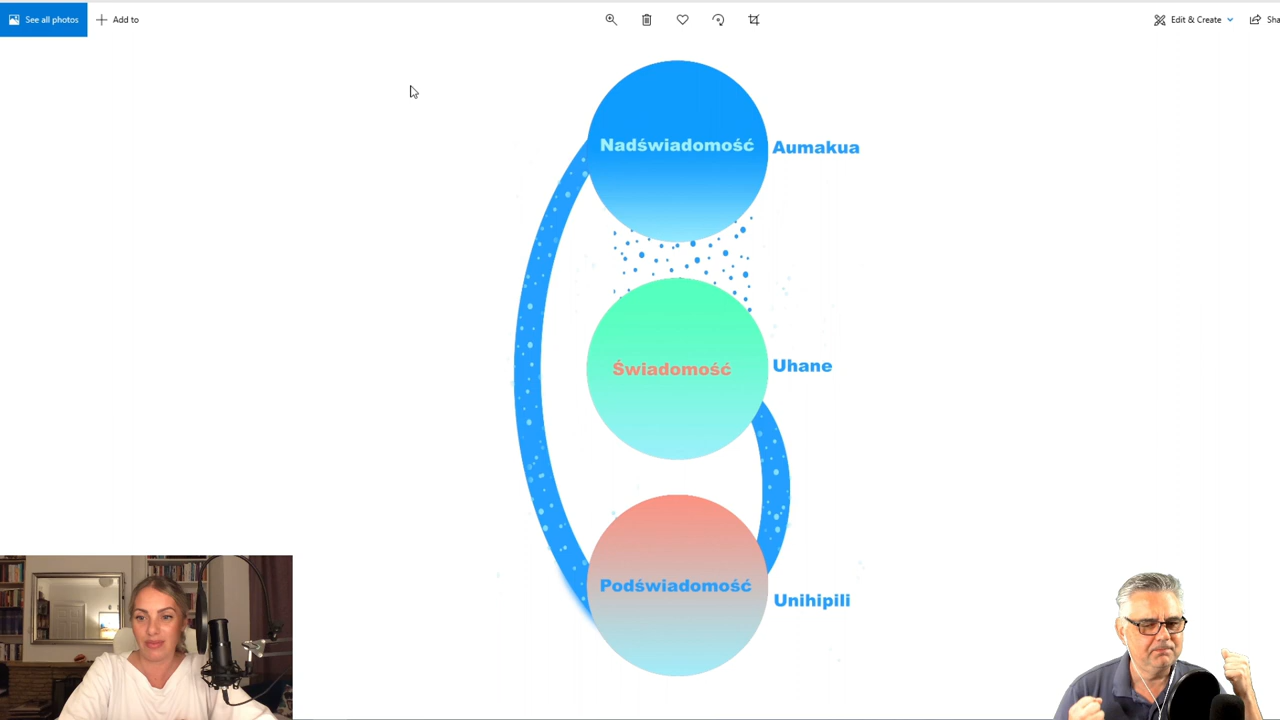 See all photos
Add to
Edit & Create
Sha
Nadświadomość
Aumakua
Świadomość
Uhane
Podświadomość
Unihipili